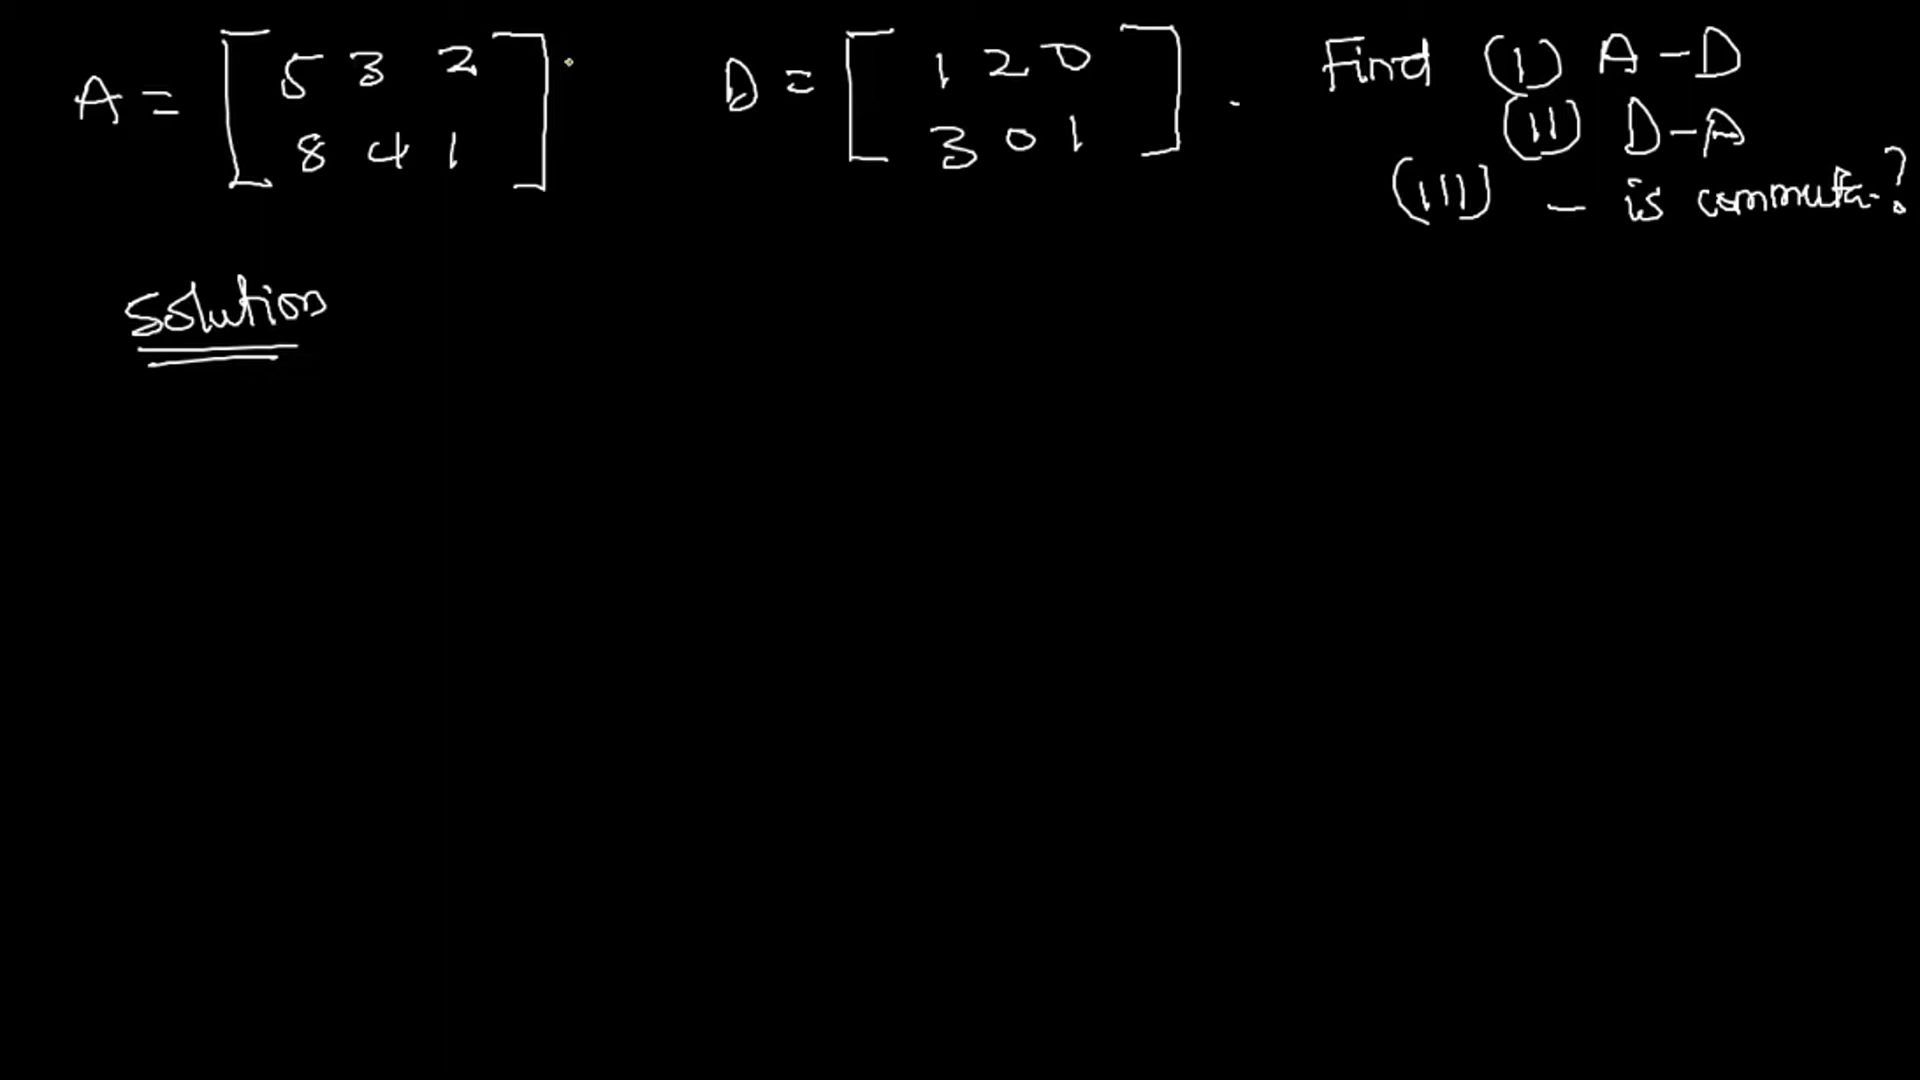 A = [ 5 3 2 D = [ 1 2 0 ] . Find (I) A - D
8 4 1 ] 3 0 1 (II) D - A
(III) - is commuta- ?
Solution